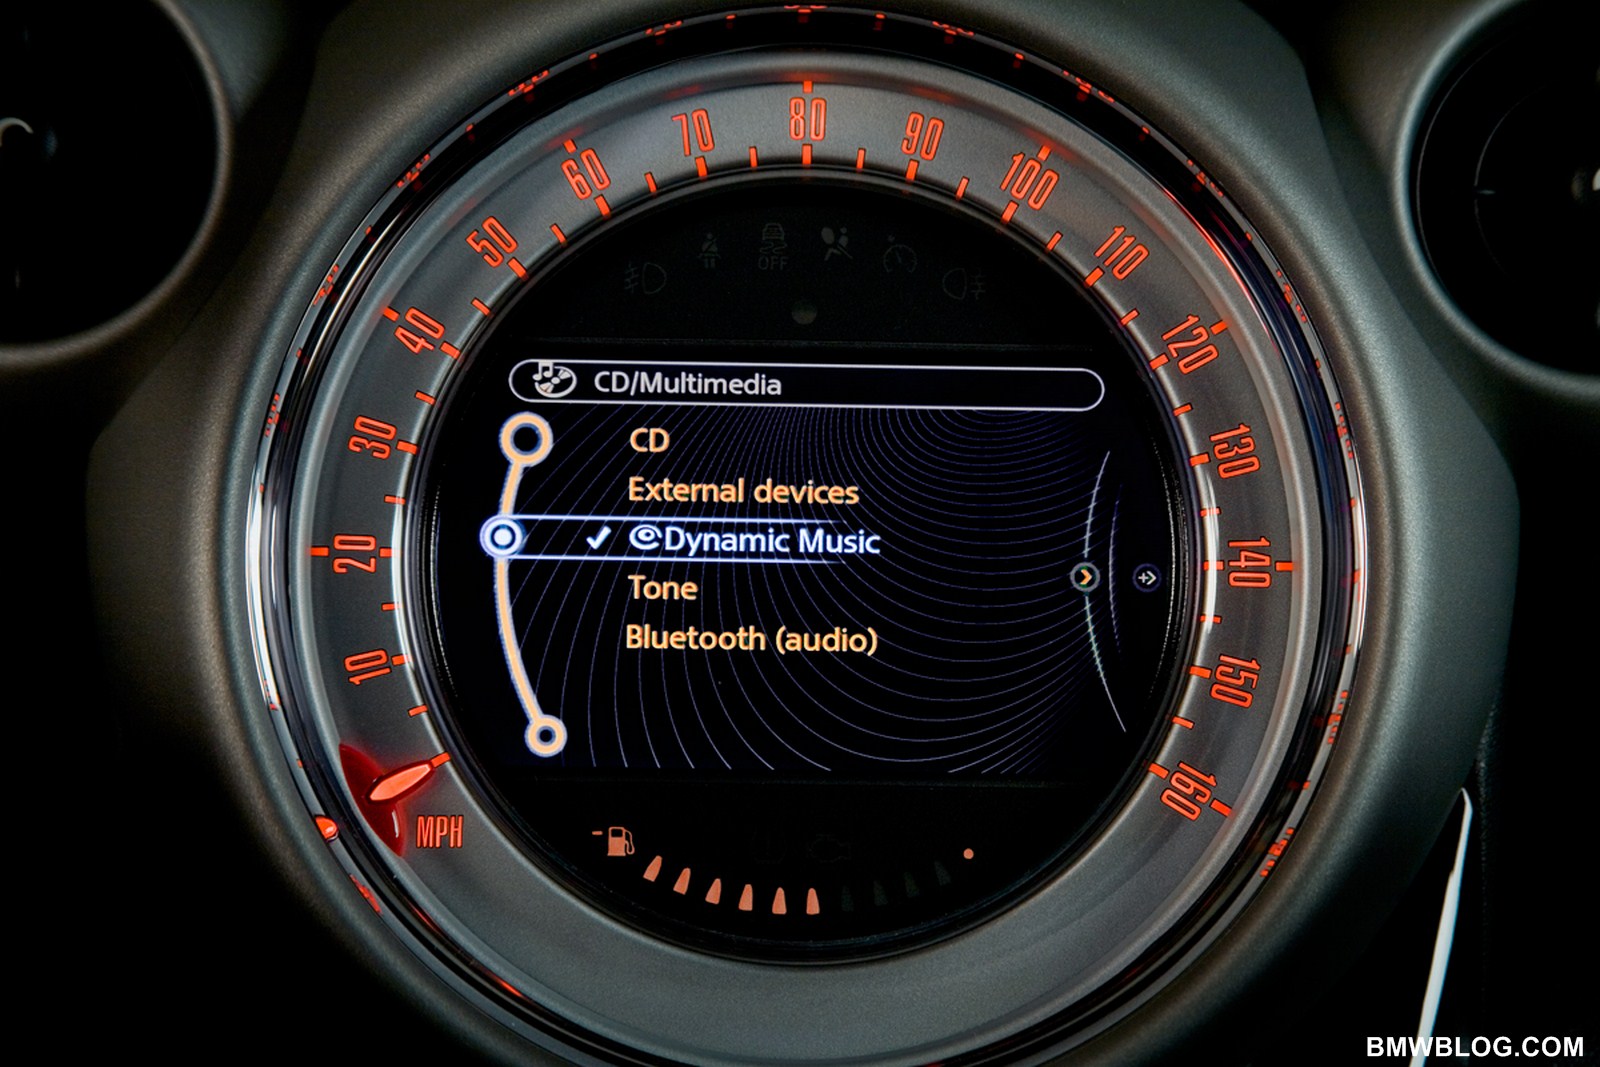 80
70
90
60
100
50
110
OFF
40
120
CD/Multimedia
30
CD
130
External devices
20
Dynamic Music
140
Tone
10
Bluetooth (audio)
150
160
MPH
BMWBLOG.COM